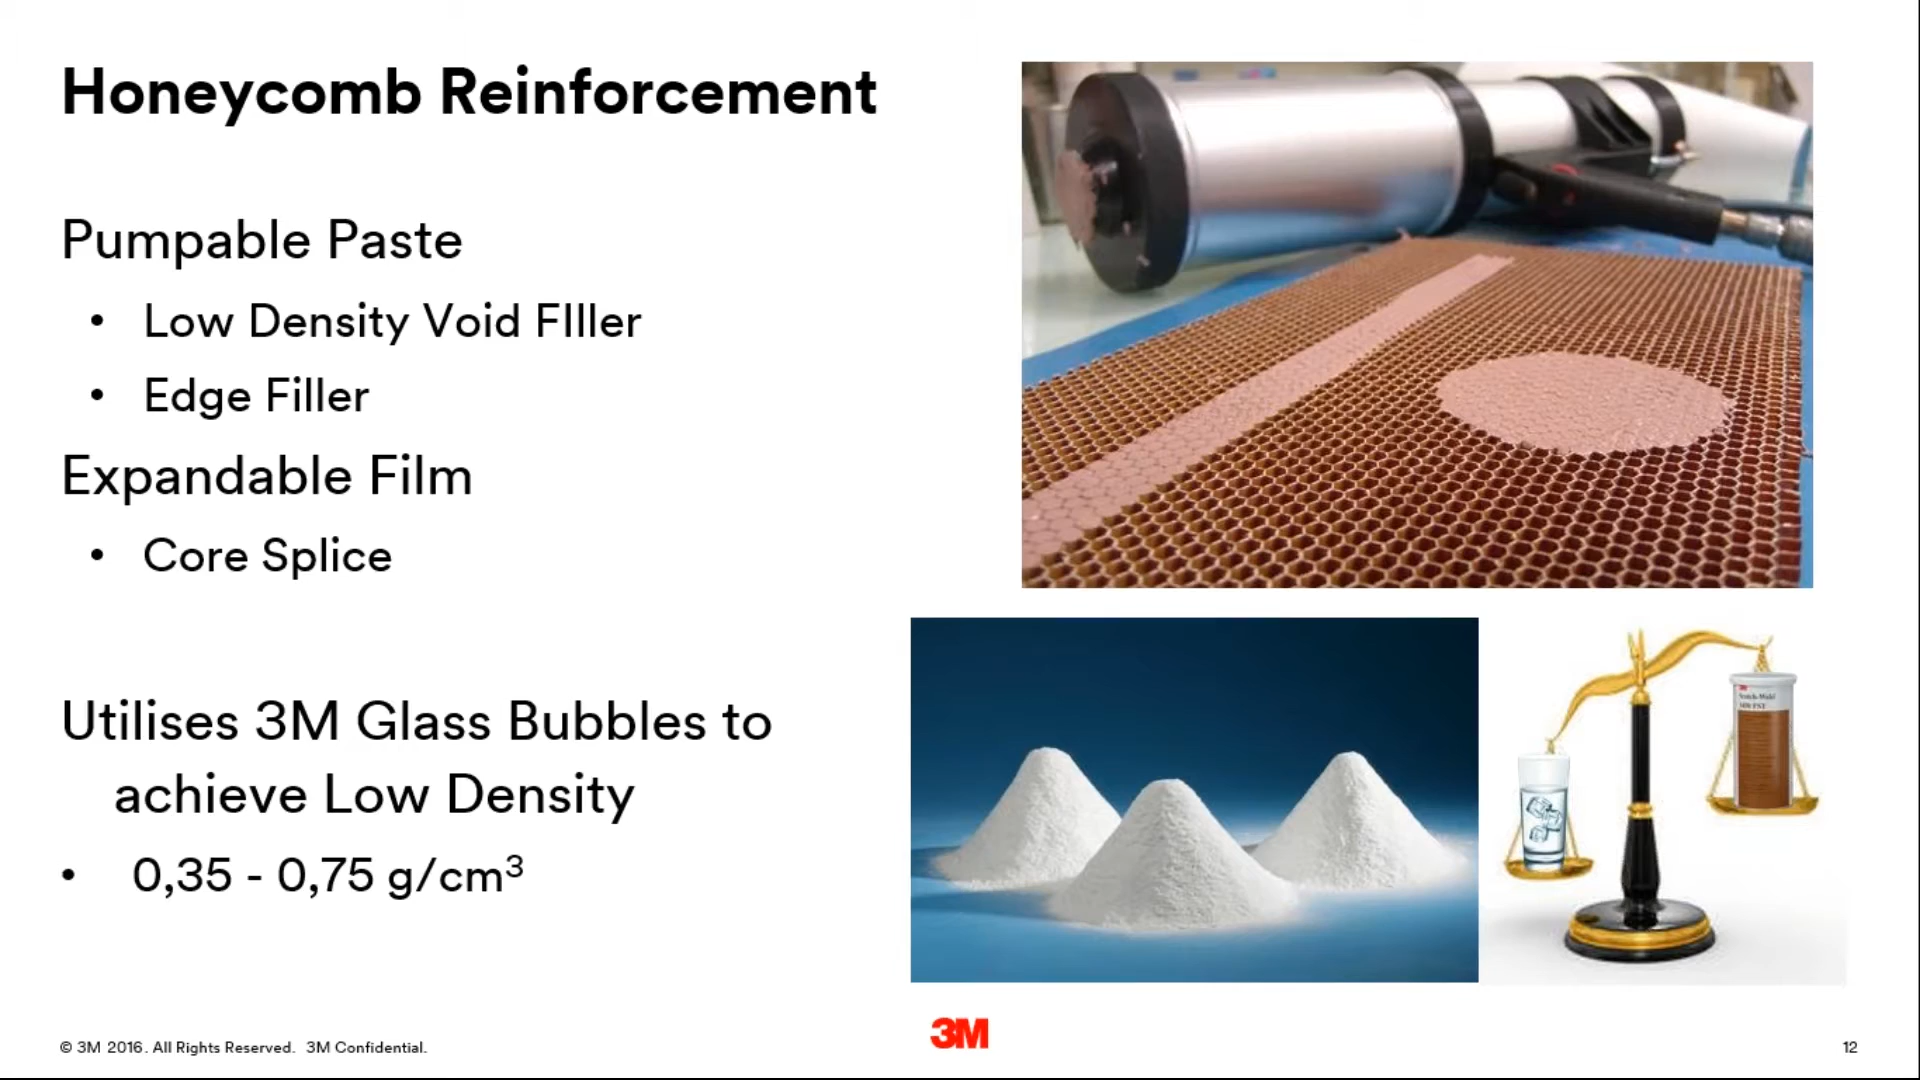 Honeycomb Reinforcement
Pumpable Paste
• Low Density Void FIller
• Edge Filler
Expandable Film
• Core Splice
Utilises 3M Glass Bubbles to
achieve Low Density
• 0,35 - 0,75 g/cm³
3M
© 3M 2016. All Rights Reserved. 3M Confidential.
3M
12